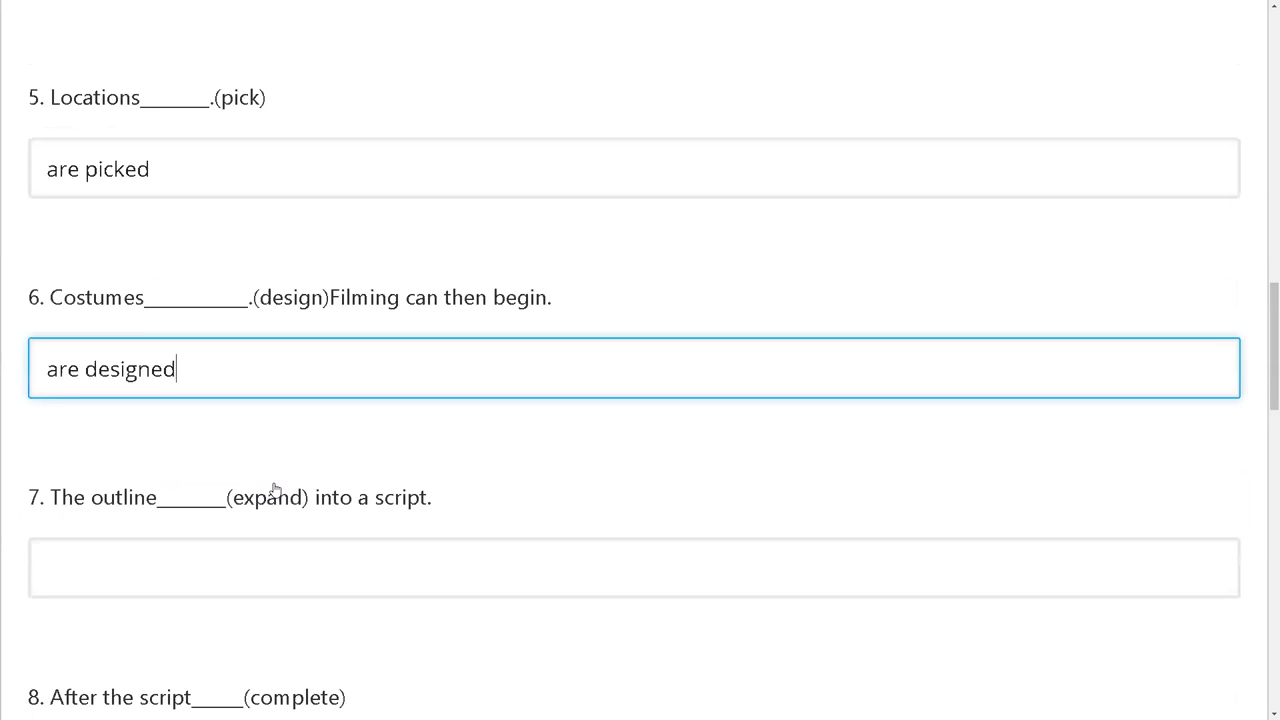 5. Locations_______.(pick)
are picked
6. Costumes__________.(design)Filming can then begin.
are designed
7. The outline_______(expand) into a script.
8. After the script_____(complete)